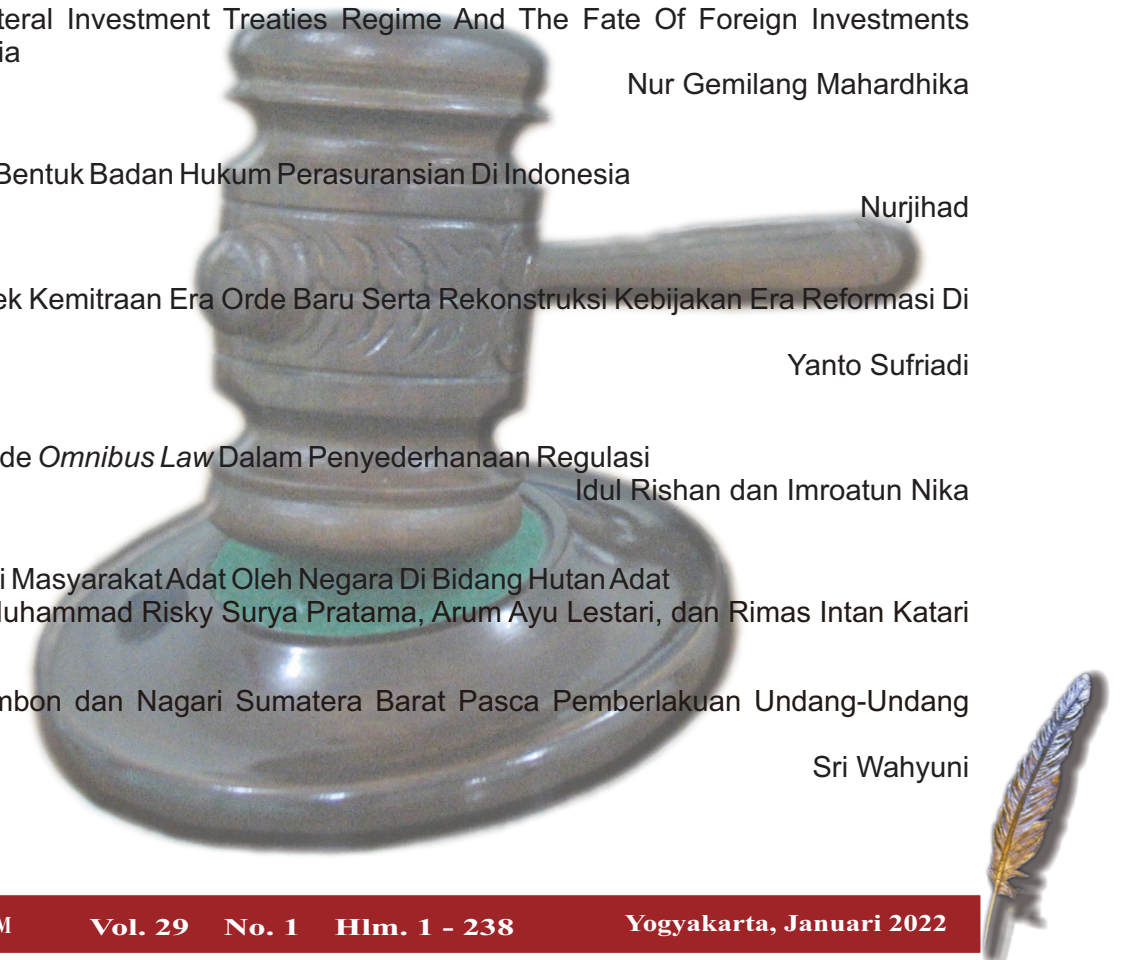 teral Investment Treaties Regime And The Fate Of Foreign Investments
ia
Nur Gemilang Mahardhika
Bentuk Badan Hukum Perasuransian Di Indonesia
Nurjihad
ek Kemitraan Era Orde Baru Serta Rekonstruksi Kebijakan Era Reformasi Di
Yanto Sufriadi
de Omnibus Law Dalam Penyederhanaan Regulasi
Idul Rishan dan Imroatun Nika
i Masyarakat Adat Oleh Negara Di Bidang Hutan Adat
uhammad Risky Surya Pratama, Arum Ayu Lestari, dan Rimas Intan Katari
mbon dan Nagari Sumatera Barat Pasca Pemberlakuan Undang-Undang
Sri Wahyuni
M Vol. 29 No. 1 Hlm. 1 - 238 Yogyakarta, Januari 2022